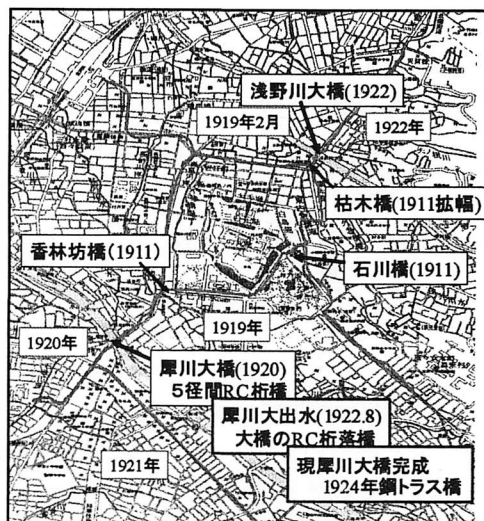 浅野川大橋(1922)
1919年2月
1922年
枯木橋(1911拡幅)
香林坊橋(1911)
石川橋(1911)
1919年
1920年
犀川大橋(1920)
5径間RC桁橋
犀川大出水(1922.8)
大橋のRC桁落橋
1921年
現犀川大橋完成
1924年鋼トラス橋